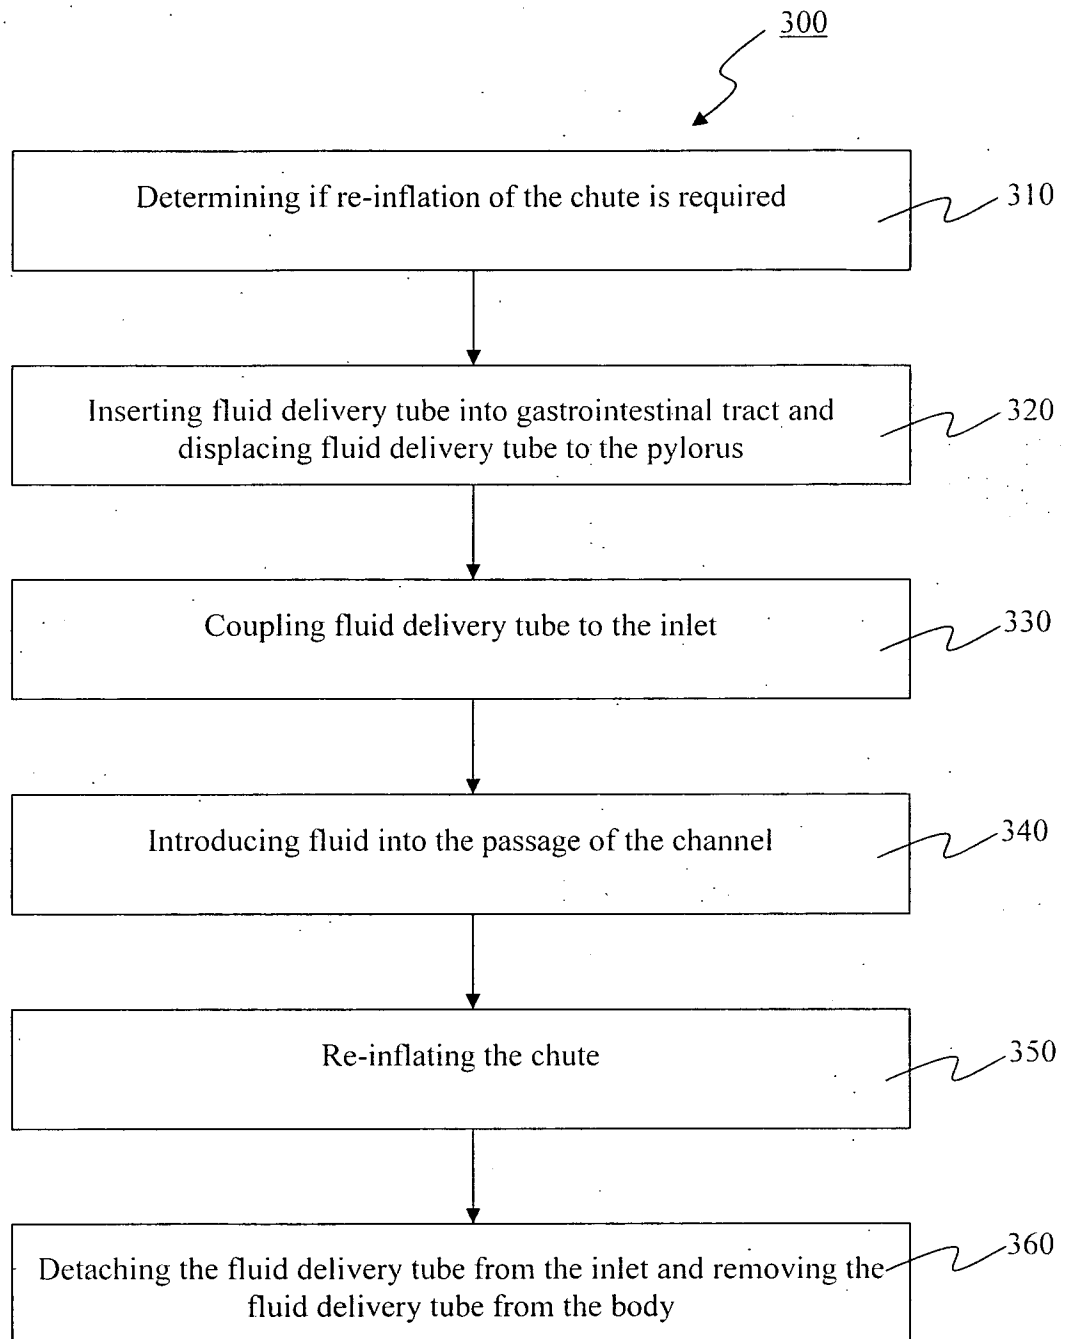 300
Determining if re-inflation of the chute is required
310
Inserting fluid delivery tube into gastrointestinal tract and
displacing fluid delivery tube to the pylorus
320
Coupling fluid delivery tube to the inlet
330
Introducing fluid into the passage of the channel
340
Re-inflating the chute
350
Detaching the fluid delivery tube from the inlet and removing the
fluid delivery tube from the body
360